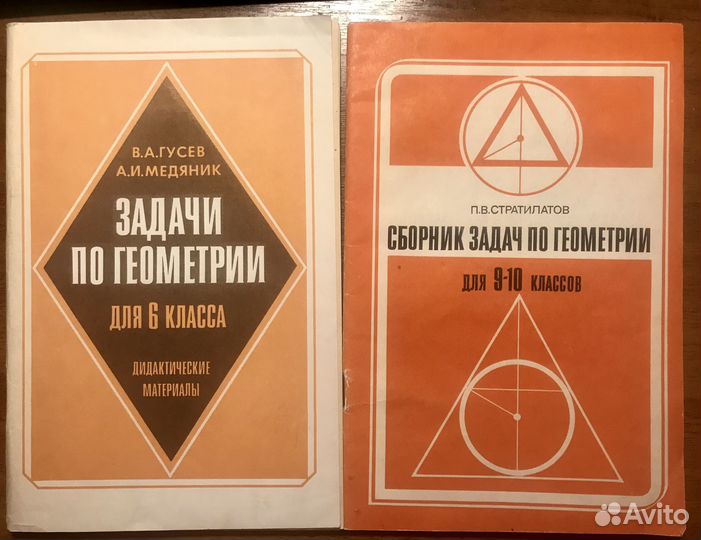 В.А.ГУСЕВ
А.И.МЕДЯНИК
ЗАДАЧИ
ПО ГЕОМЕТРИИ
ДЛЯ 6 КЛАССА
ДИДАКТИЧЕСКИЕ
МАТЕРИАЛЫ
П.В.СТРАТИЛАТОВ
СБОРНИК ЗАДАЧ ПО ГЕОМЕТРИИ
ДЛЯ 9-10 КЛАССОВ
Avito